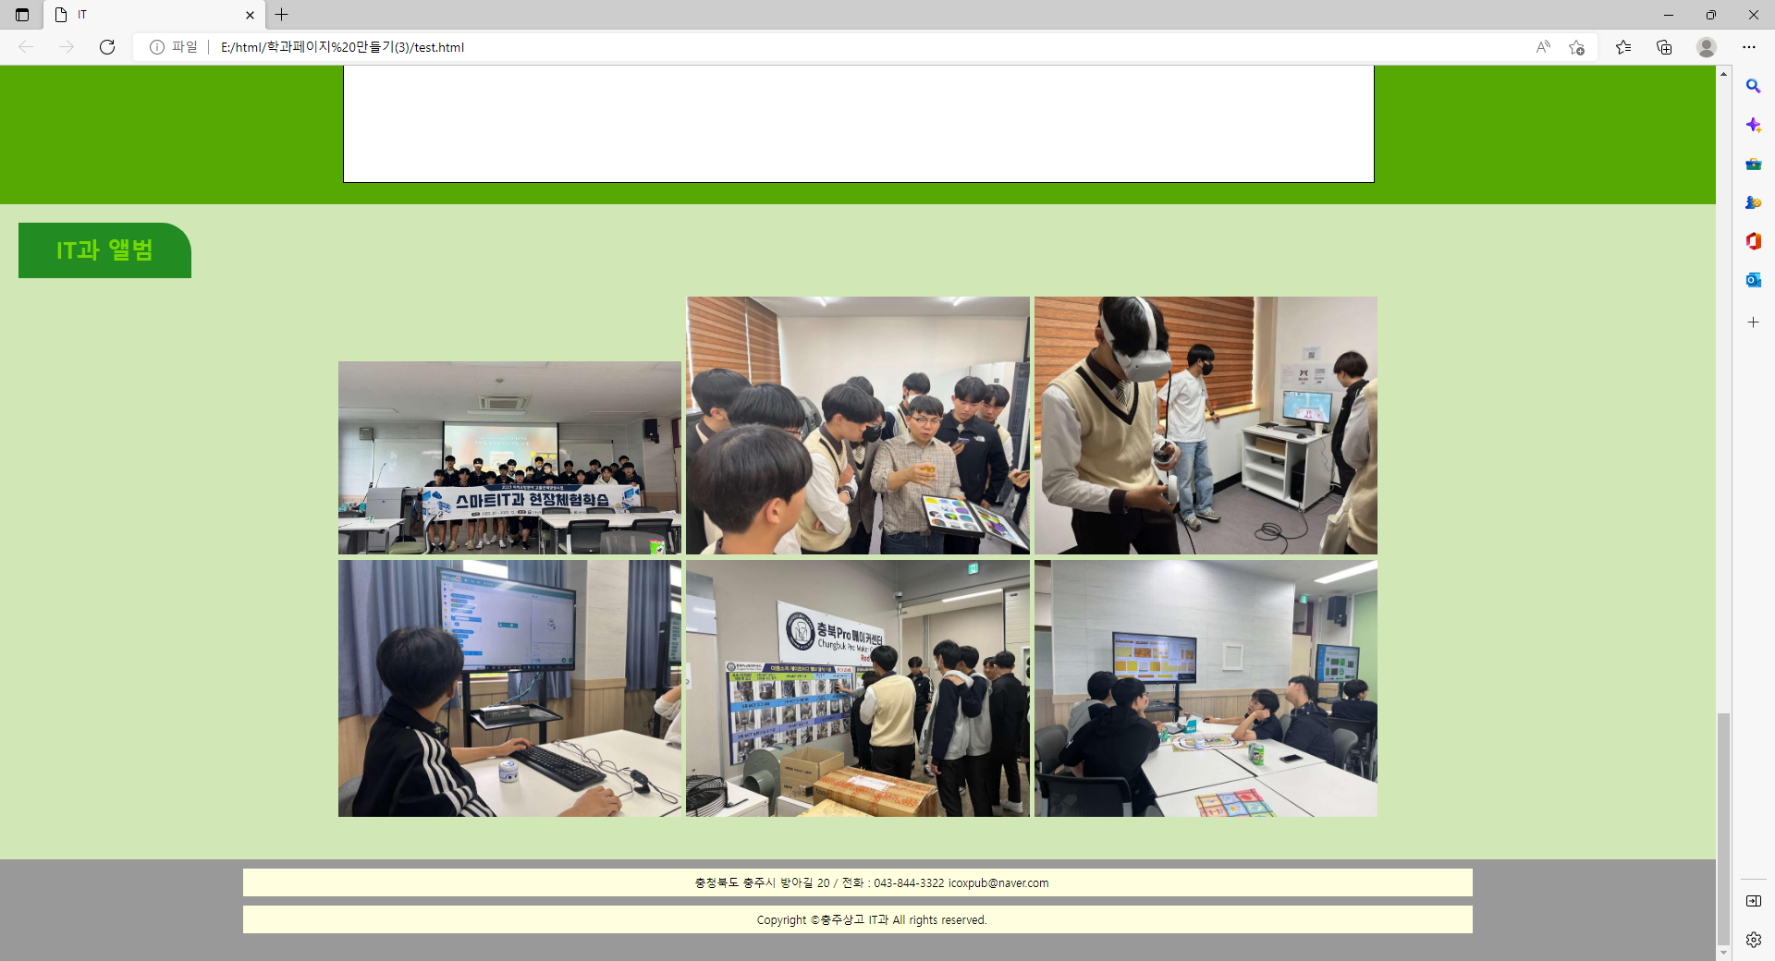 IT
파일
E:/html/학과페이지%20만들기(3)/test.html
IT과 앨범
스마트IT과 현장체험학습
충북Pro메이커센터
Chungbuk Pro Maker
충청북도 충주시 방아길 20 / 전화 : 043-844-3322 icoxpub@naver.com
Copyright ©충주상고 IT과 All rights reserved.